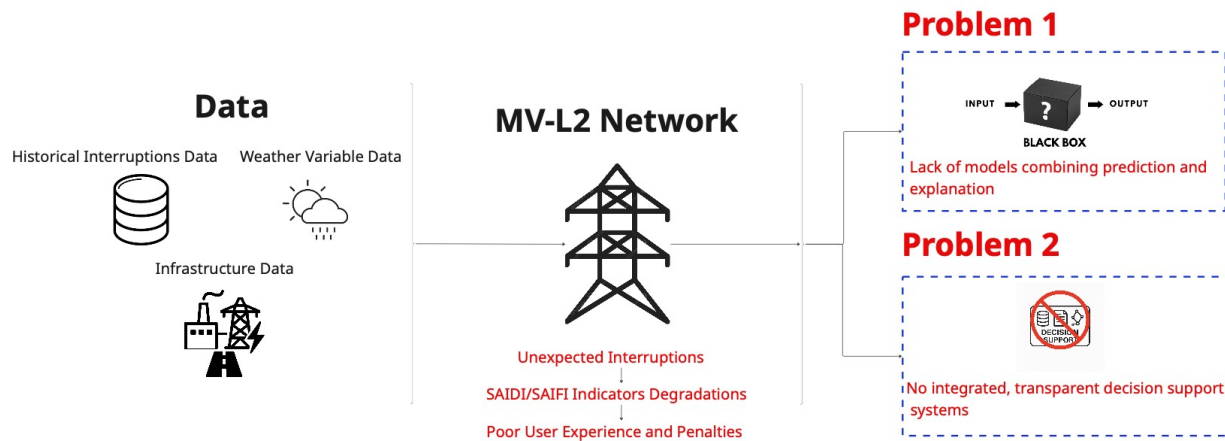 Data
Historical Interruptions Data
Weather Variable Data
Infrastructure Data
MV-L2 Network
Unexpected Interruptions
SAIDI/SAIFI Indicators Degradations
Poor User Experience and Penalties
Problem 1
INPUT
?
OUTPUT
BLACK BOX
Lack of models combining prediction and
explanation
Problem 2
DECISION
SUPPORT
No integrated, transparent decision support
systems